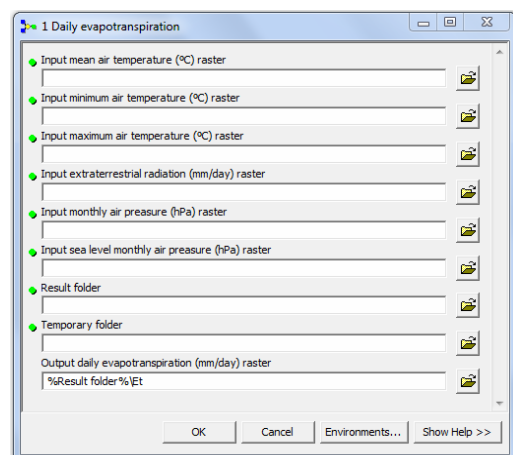 1 Daily evapotranspiration
Input mean air temperature (ºC) raster
Input minimum air temperature (ºC) raster
Input maximum air temperature (ºC) raster
Input extraterrestrial radiation (mm/day) raster
Input monthly air preasure (hPa) raster
Input sea level monthly air preasure (hPa) raster
Result folder
Temporary folder
Output daily evapotranspiration (mm/day) raster
%Result folder%\Et
OK Cancel Environments... Show Help >>